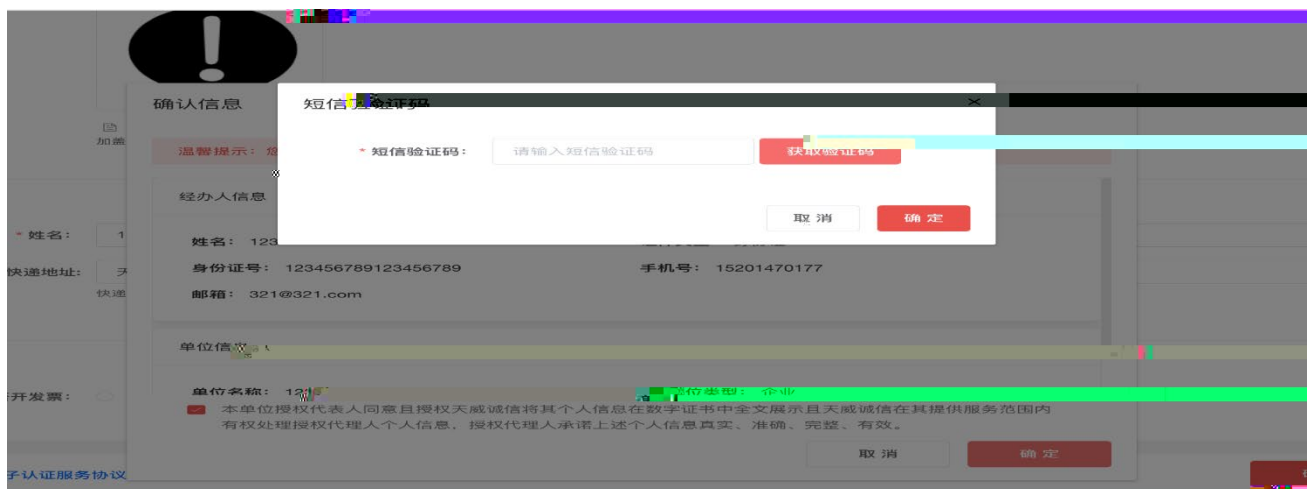 确认信息
短信验证码
×
加盖
温馨提示：
* 短信验证码：
请输入短信验证码
获取验证码
经办人信息
取 消
确 定
* 姓名：
1
姓名： 123
快递地址：
天
身份证号： 123456789123456789
手机号： 15201470177
快递
邮箱： 321@321.com
单位信息
开发票：
单位名称：
单位类型： 企业
本单位授权代表人同意且授权天威诚信将其个人信息在数字证书中全文展示且天威诚信在其提供服务范围内
有权处理授权代理人个人信息，授权代理人承诺上述个人信息真实、准确、完整、有效。
取 消
确 定
子认证服务协议